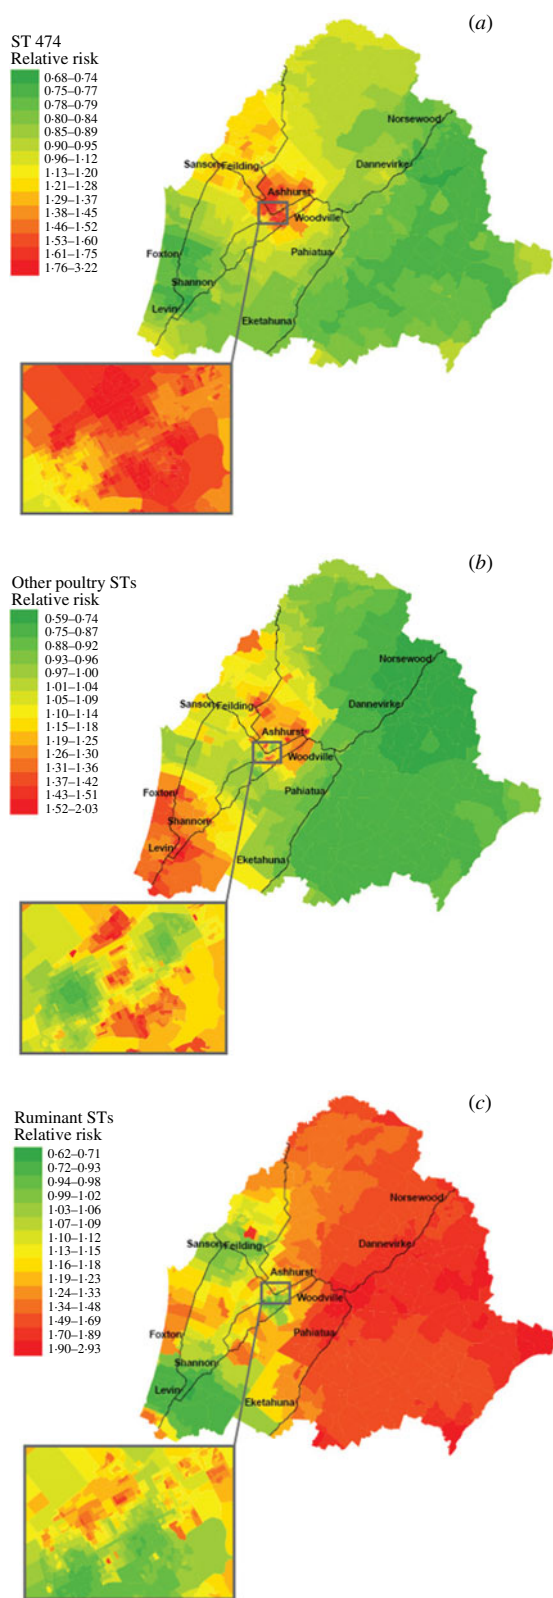 (a)
ST 474
Relative risk
0·68–0·74
0·75–0·77
0·78–0·79
0·80–0·84
0·85–0·89
0·90–0·95
0·96–1·12
1·13–1·20
1·21–1·28
1·29–1·37
1·38–1·45
1·46–1·52
1·53–1·60
1·61–1·75
1·76–3·22
Norsewood
Sanson
Feilding
Dannevirke
Ashhurst
Woodville
Foxton
Pahiatua
Shannon
Levin
Eketahuna
(b)
Other poultry STs
Relative risk
0·59–0·74
0·75–0·87
0·88–0·92
0·93–0·96
0·97–1·00
1·01–1·04
1·05–1·09
1·10–1·14
1·15–1·18
1·19–1·25
1·26–1·30
1·31–1·36
1·37–1·42
1·43–1·51
1·52–2·03
Norsewood
Sanson
Feilding
Dannevirke
Ashhurst
Woodville
Foxton
Pahiatua
Shannon
Levin
Eketahuna
(c)
Ruminant STs
Relative risk
0·62–0·71
0·72–0·93
0·94–0·98
0·99–1·02
1·03–1·06
1·07–1·09
1·10–1·12
1·13–1·15
1·16–1·18
1·19–1·23
1·24–1·33
1·34–1·48
1·49–1·69
1·70–1·89
1·90–2·93
Norsewood
Sanson
Feilding
Dannevirke
Ashhurst
Woodville
Foxton
Pahiatua
Shannon
Levin
Eketahuna